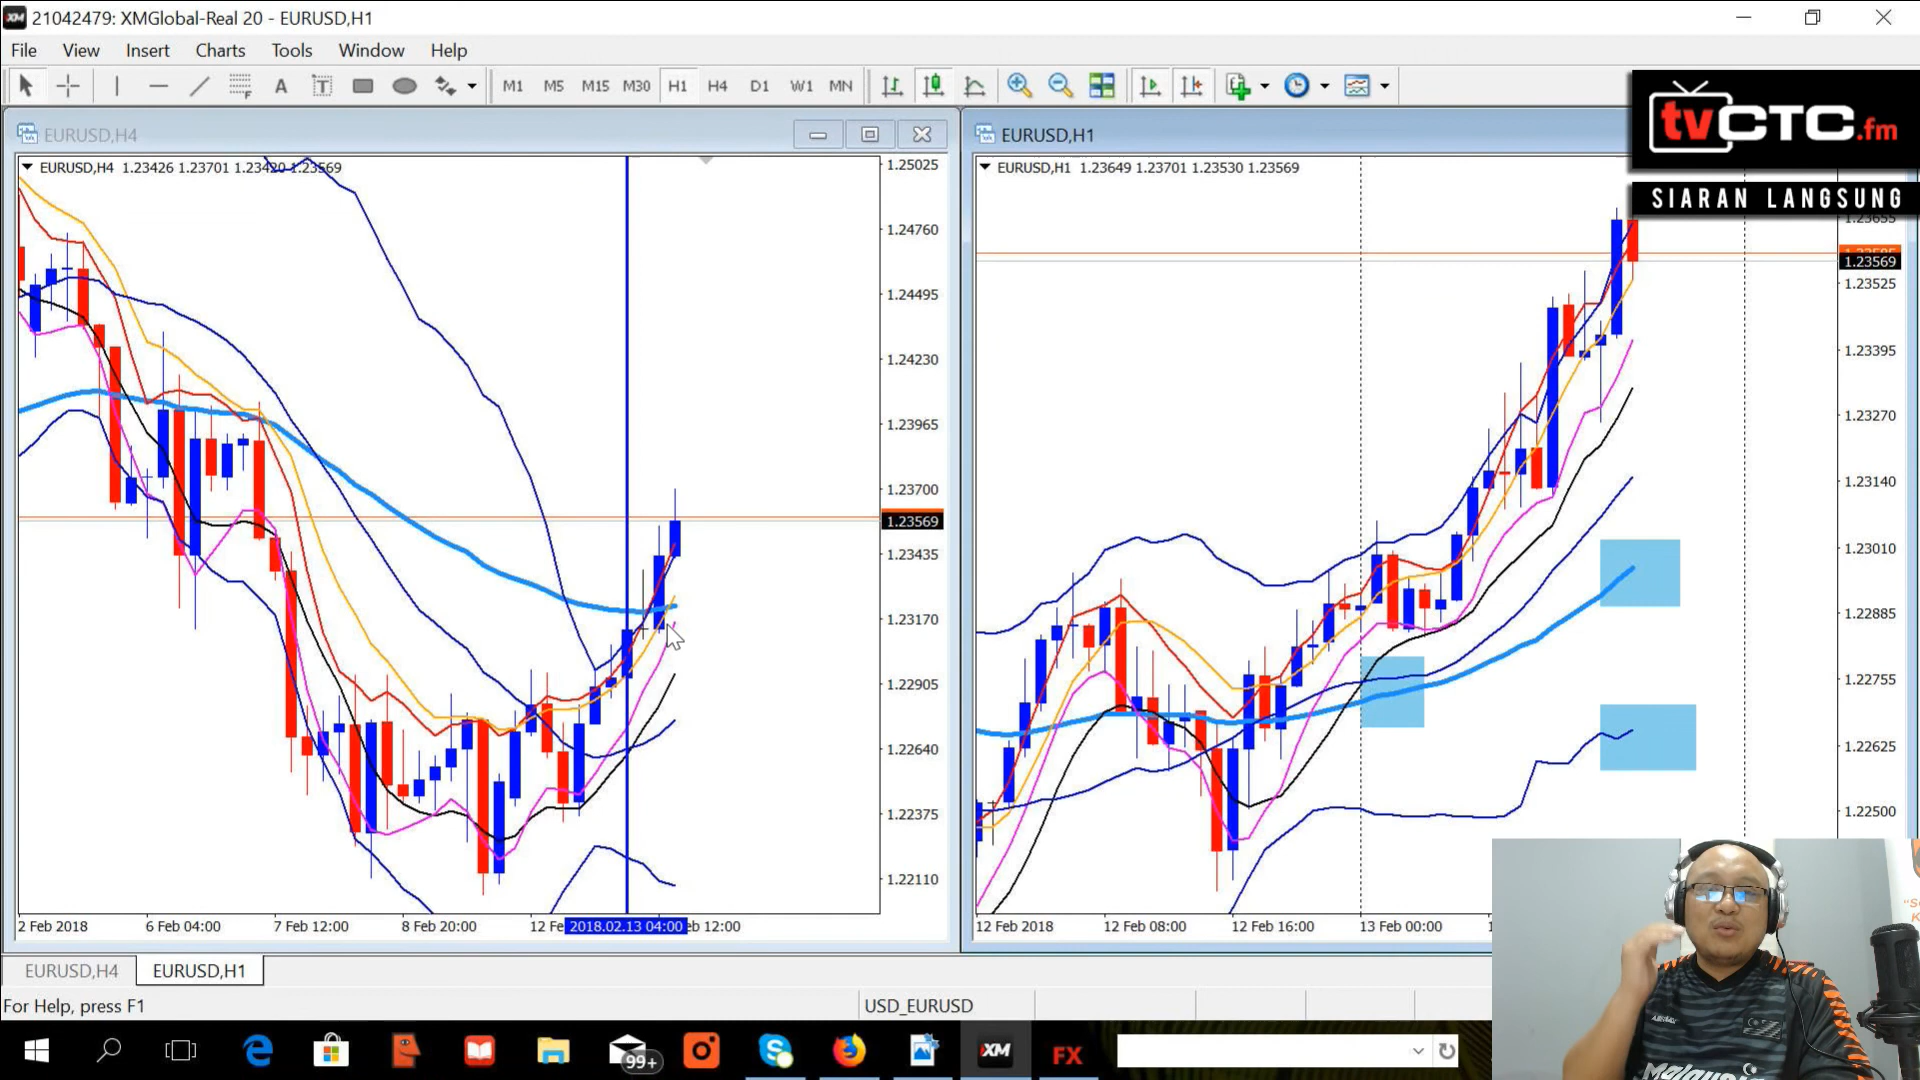 21042479: XMGlobal-Real 20 - EURUSD,H1
File View Insert Charts Tools Window Help
A T M1 M5 M15 M30 H1 H4 D1 W1 MN
tvCTC.fm
SIARAN LANGSUNG
EURUSD,H4
EURUSD,H4 1.23426 1.23701 1.23420 1.23569
1.25025
1.24760
1.24495
1.24230
1.23965
1.23700
1.23569
1.23435
1.23170
1.22905
1.22640
1.22375
1.22110
2 Feb 2018 6 Feb 04:00 7 Feb 12:00 8 Feb 20:00 12 Fe 2018.02.13 04:00 eb 12:00
EURUSD,H1
EURUSD,H1 1.23649 1.23701 1.23530 1.23569
1.23655
1.23569
1.23525
1.23395
1.23270
1.23140
1.23010
1.22885
1.22755
1.22625
1.22500
12 Feb 2018 12 Feb 08:00 12 Feb 16:00 13 Feb 00:00
EURUSD,H4 EURUSD,H1
For Help, press F1 USD_EURUSD
99+ XM FX
Malaysia